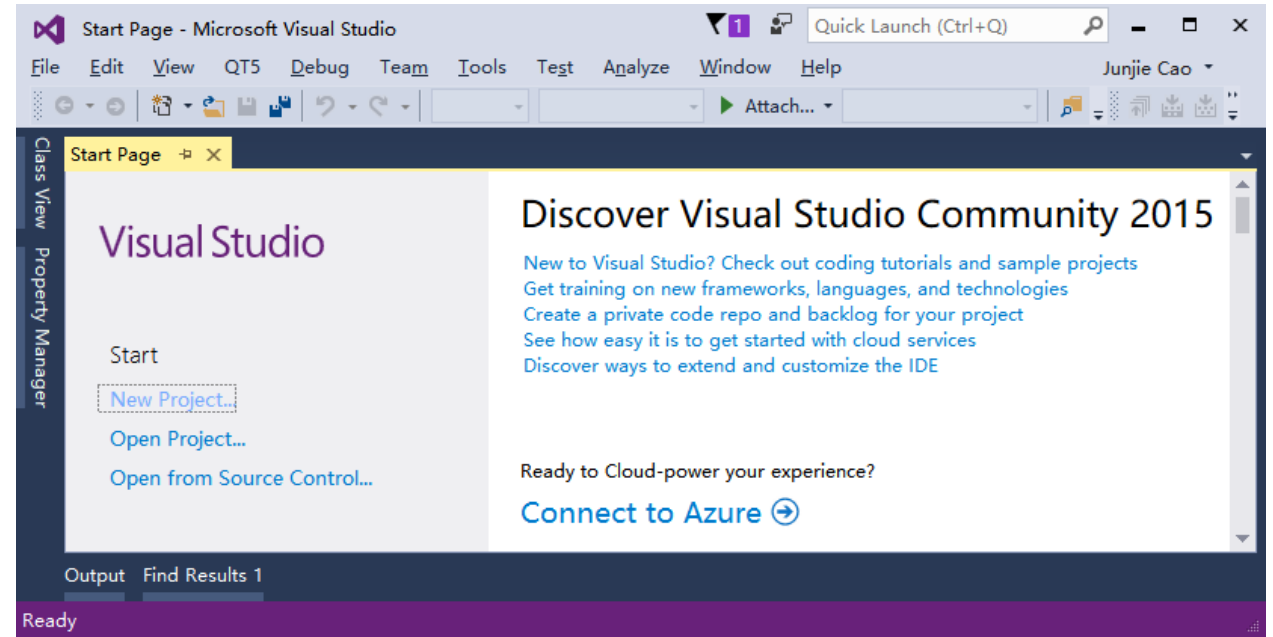 Start Page - Microsoft Visual Studio
1
Quick Launch (Ctrl+Q)
File Edit View QT5 Debug Team Tools Test Analyze Window Help Junjie Cao
Attach...
Class View
Property Manager
Start Page
Visual Studio
Start
New Project...
Open Project...
Open from Source Control...
Discover Visual Studio Community 2015
New to Visual Studio? Check out coding tutorials and sample projects
Get training on new frameworks, languages, and technologies
Create a private code repo and backlog for your project
See how easy it is to get started with cloud services
Discover ways to extend and customize the IDE
Ready to Cloud-power your experience?
Connect to Azure
Output Find Results 1
Ready